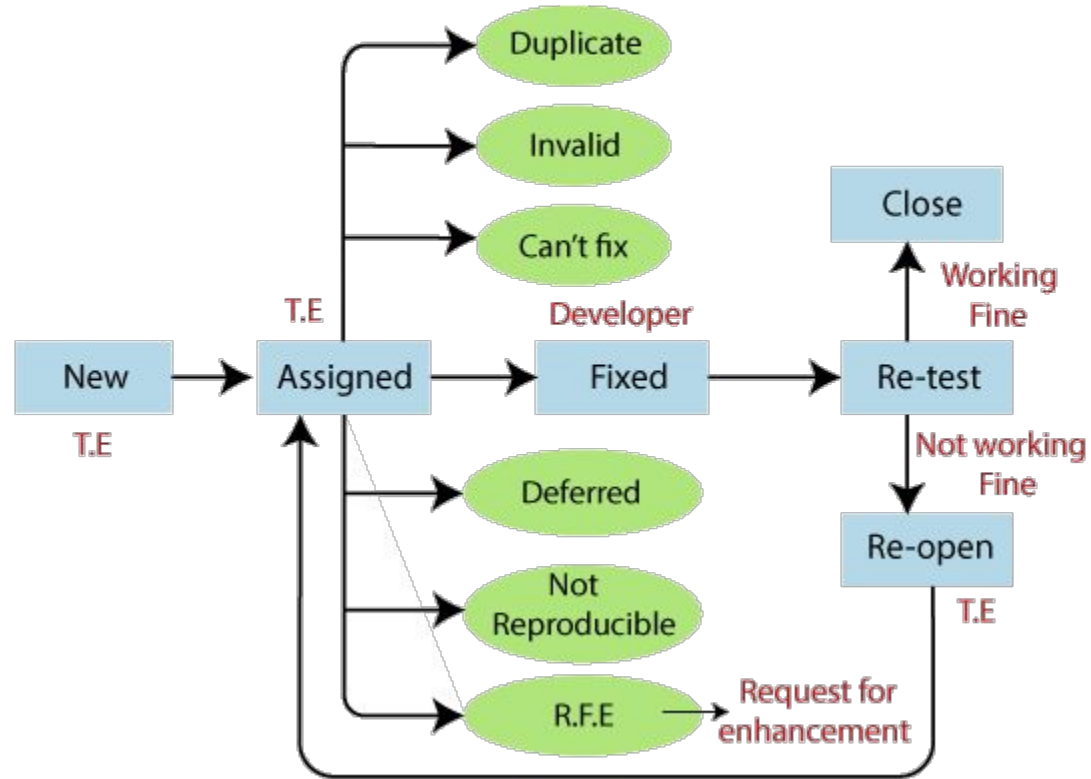 Duplicate
Invalid
Can't fix
Close
Working
Fine
T.E
Developer
New
Assigned
Fixed
Re-test
T.E
Not working
Fine
Deferred
Re-open
Not
Reproducible
T.E
R.F.E
Request for
enhancement